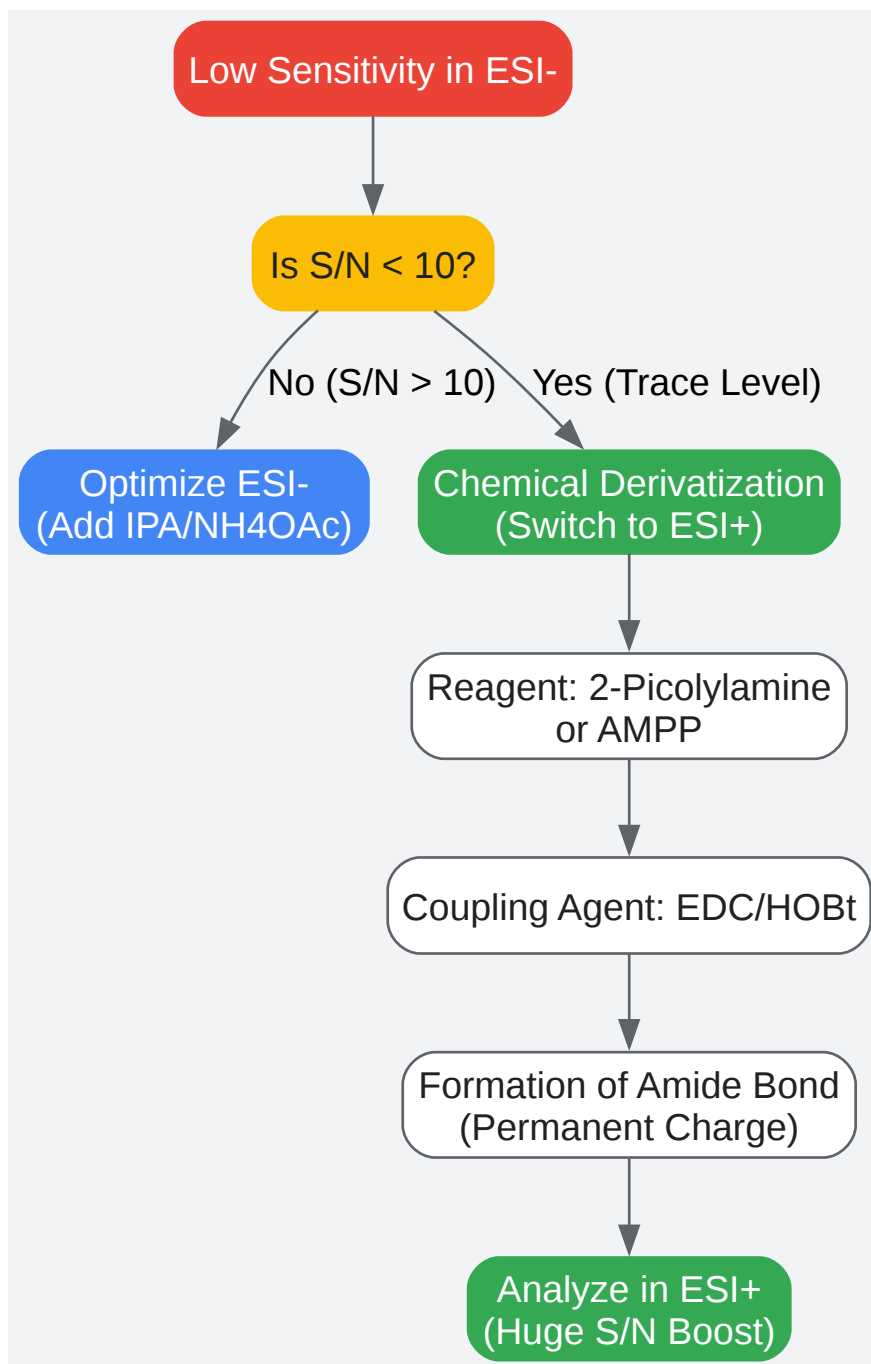 Low Sensitivity in ESI-
Is S/N < 10?
No (S/N > 10)
Yes (Trace Level)
Optimize ESI-
(Add IPA/NH4OAc)
Chemical Derivatization
(Switch to ESI+)
Reagent: 2-Picolylamine
or AMPP
Coupling Agent: EDC/HOBt
Formation of Amide Bond
(Permanent Charge)
Analyze in ESI+
(Huge S/N Boost)